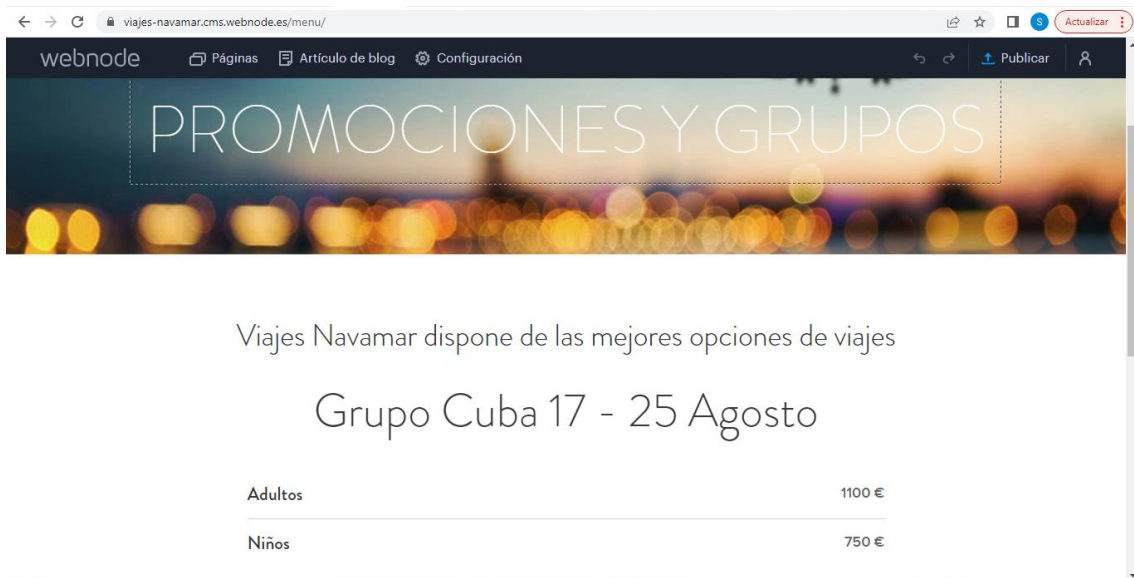 viajes-navamar.cms.webnode.es/menu/ S Actualizar
webnode Páginas Artículo de blog Configuración Publicar
PROMOCIONES Y GRUPOS
Viajes Navamar dispone de las mejores opciones de viajes
Grupo Cuba 17 - 25 Agosto
Adultos 1100 €
Niños 750 €